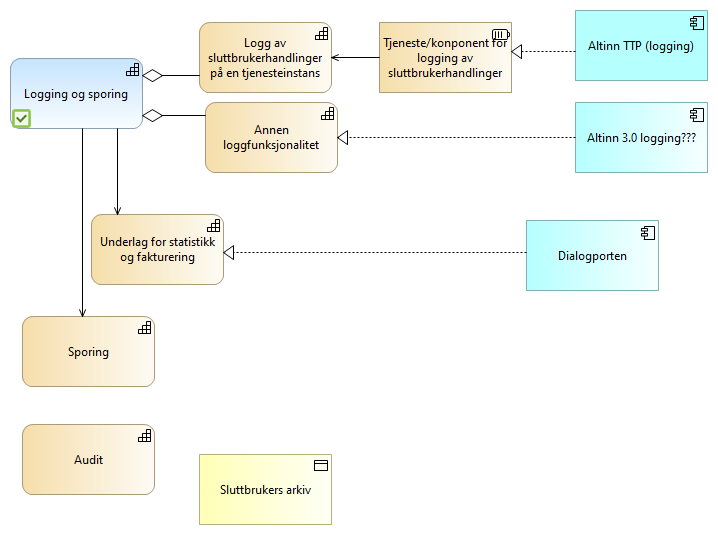 Logg av
sluttbrukerhandlinger
på en tjenesteinstans
Tjeneste/konponent for
logging av
sluttbrukerhandlinger
Altinn TTP (logging)
Logging og sporing
Annen
loggfunksjonalitet
Altinn 3.0 logging???
Underlag for statistikk
og fakturering
Dialogporten
Sporing
Audit
Sluttbrukers arkiv